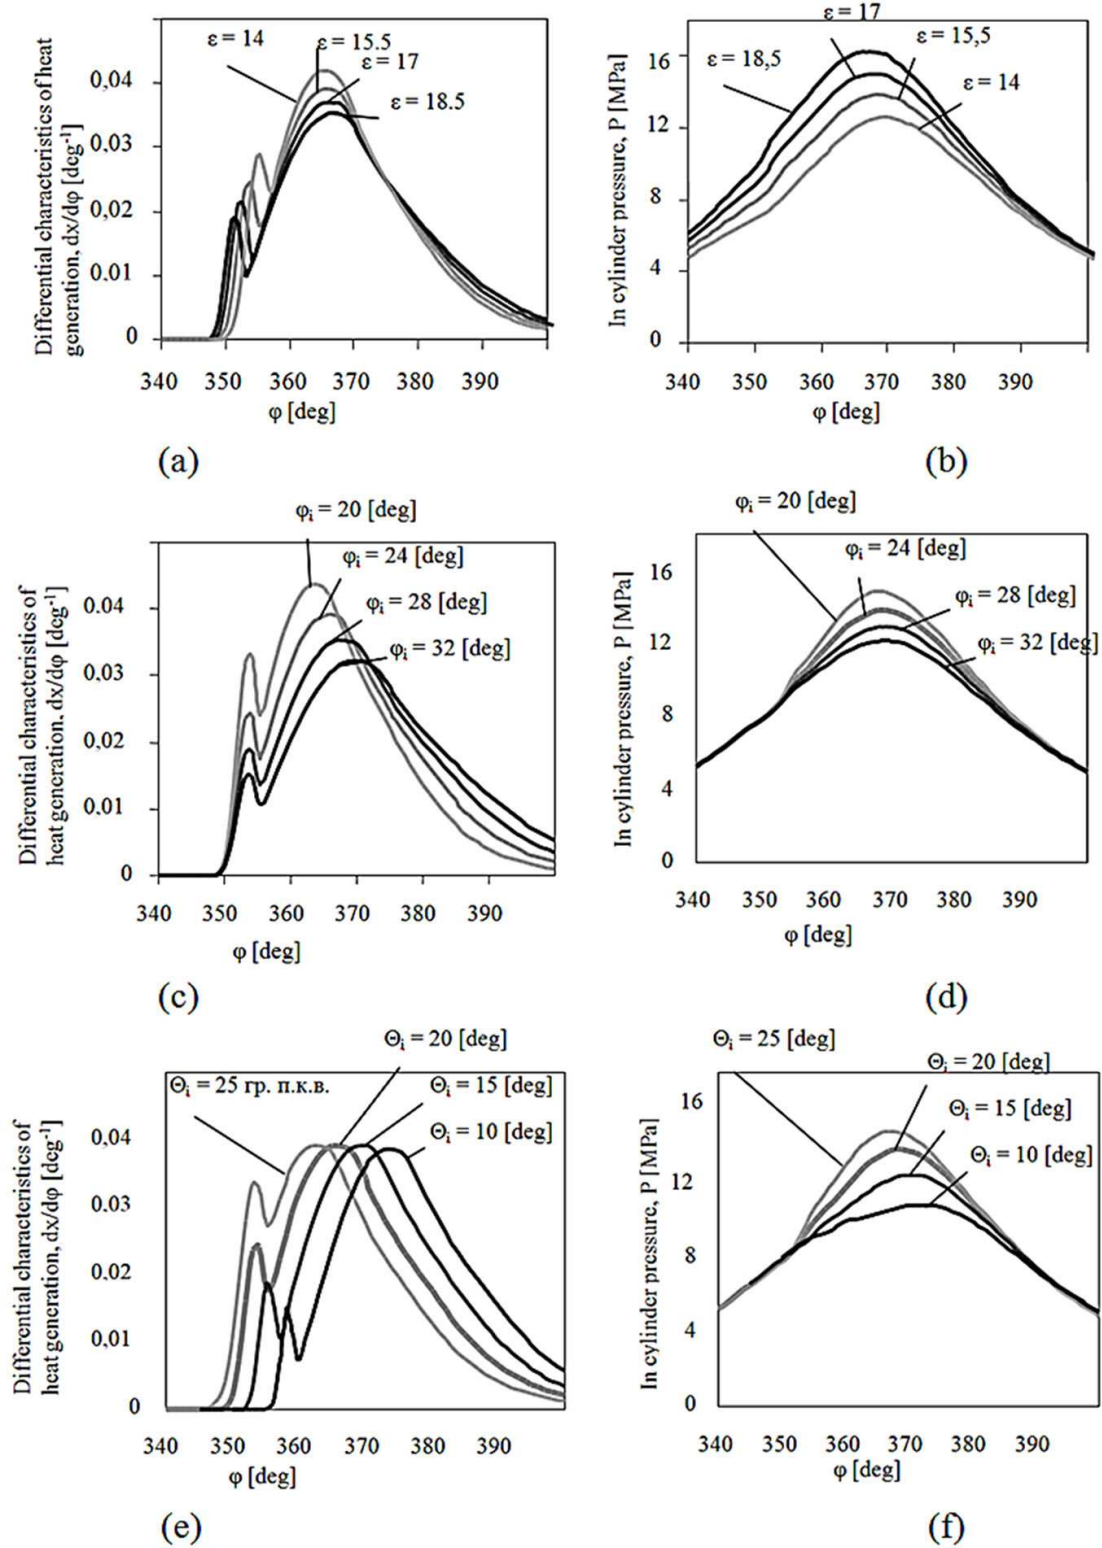 Differential characteristics of heat
generation, dx/dφ [deg⁻¹]
0,04
0.03
0,02
0.01
0
ε = 14
ε = 15.5
ε = 17
ε = 18.5
340 350 360 370 380 390
φ [deg]
(a)
In cylinder pressure, P [MPa]
16
12
8
4
0
ε = 17
ε = 15,5
ε = 18,5
ε = 14
340 350 360 370 380 390
φ [deg]
(b)
Differential characteristics of
heat generation. dx/dφ [deg⁻¹]
0.04
0.03
0.02
0.01
0
φi = 20 [deg]
φi = 24 [deg]
φi = 28 [deg]
φi = 32 [deg]
340 350 360 370 380 390
φ [deg]
(c)
In cylinder pressure, P [MPa]
16
12
8
4
0
φi = 20 [deg]
φi = 24 [deg]
φi = 28 [deg]
φi = 32 [deg]
340 350 360 370 380 390
φ [deg]
(d)
Differential characteristics of
heat generation, dx/dφ [deg⁻¹]
0,04
0.03
0.02
0,01
0
Θi = 20 [deg]
Θi = 25 гр. п.к.в.
Θi = 15 [deg]
Θi = 10 [deg]
340 350 360 370 380 390
φ [deg]
(e)
In cylinder pressure, P [MPa]
16
12
8
4
0
Θi = 25 [deg]
Θi = 20 [deg]
Θi = 15 [deg]
Θi = 10 [deg]
340 350 360 370 380 390
φ [deg]
(f)